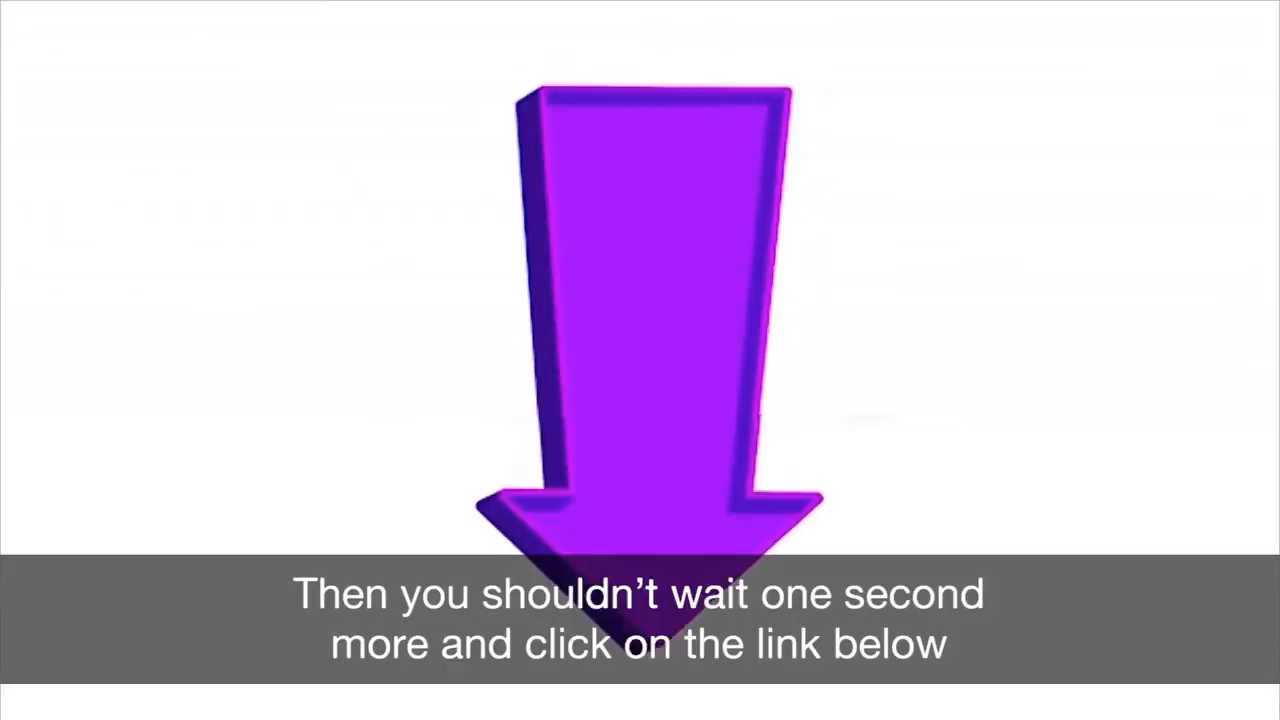 Then you shouldn’t wait one second
more and click on the link below